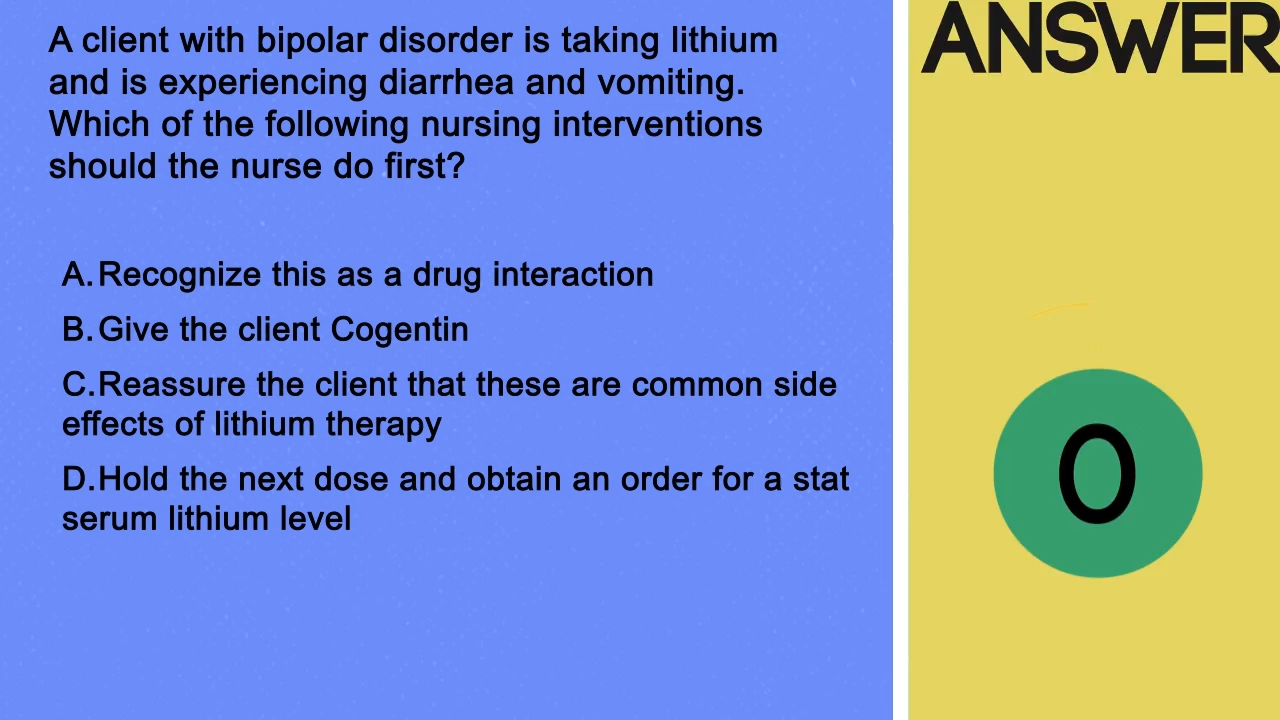 A client with bipolar disorder is taking lithium
and is experiencing diarrhea and vomiting.
Which of the following nursing interventions
should the nurse do first?
A. Recognize this as a drug interaction
B. Give the client Cogentin
C. Reassure the client that these are common side
effects of lithium therapy
D. Hold the next dose and obtain an order for a stat
serum lithium level
ANSWER
0